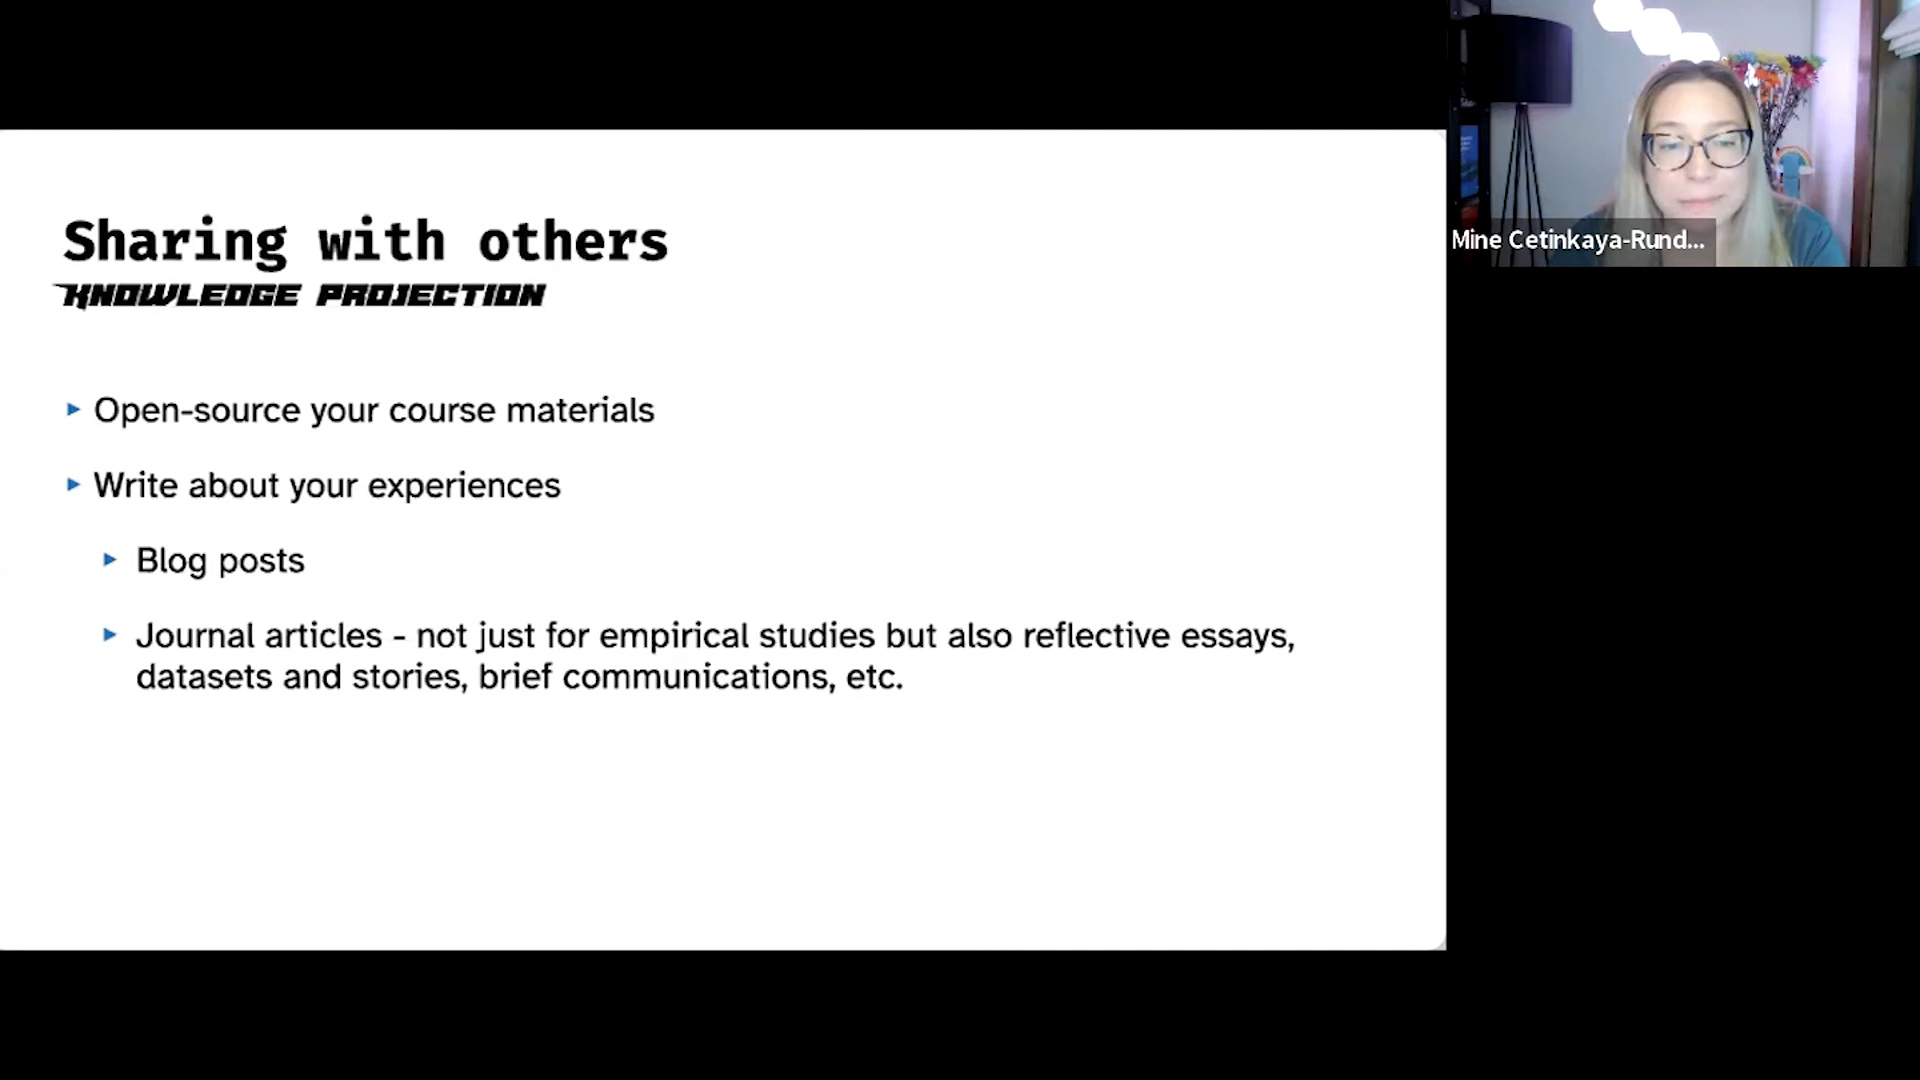 Sharing with others
KNOWLEDGE PROJECTION
Open-source your course materials
Write about your experiences
Blog posts
Journal articles - not just for empirical studies but also reflective essays,
datasets and stories, brief communications, etc.
Mine Cetinkaya-Rund...